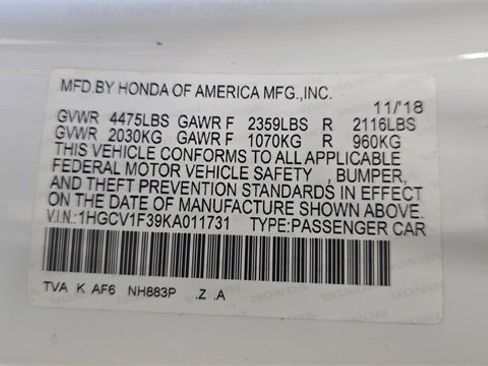 MFD.BY HONDA OF AMERICA MFG.,INC.
11/'18
GVWR 4475LBS GAWR F 2359LBS R 2116LBS
GVWR 2030KG GAWR F 1070KG R 960KG
THIS VEHICLE CONFORMS TO ALL APPLICABLE
FEDERAL MOTOR VEHICLE SAFETY , BUMPER,
AND THEFT PREVENTION STANDARDS IN EFFECT
ON THE DATE OF MANUFACTURE SHOWN ABOVE.
V.I.N.:1HGCV1F39KA011731 TYPE:PASSENGER CAR
TVA K AF6 NH883P .Z .A